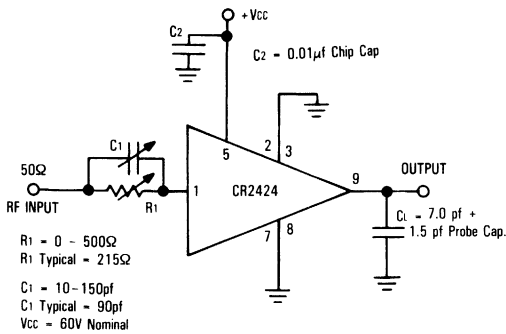 +Vcc
C2
C2 = 0.01µf Chip Cap
C1
2
3
5
50Ω
OUTPUT
9
1
CR2424
RF INPUT
R1
CL = 7.0 pf +
1.5 pf Probe Cap.
7
8
R1 = 0 - 500Ω
R1 Typical = 215Ω
C1 = 10-150pf
C1 Typical = 90pf
Vcc = 60V Nominal